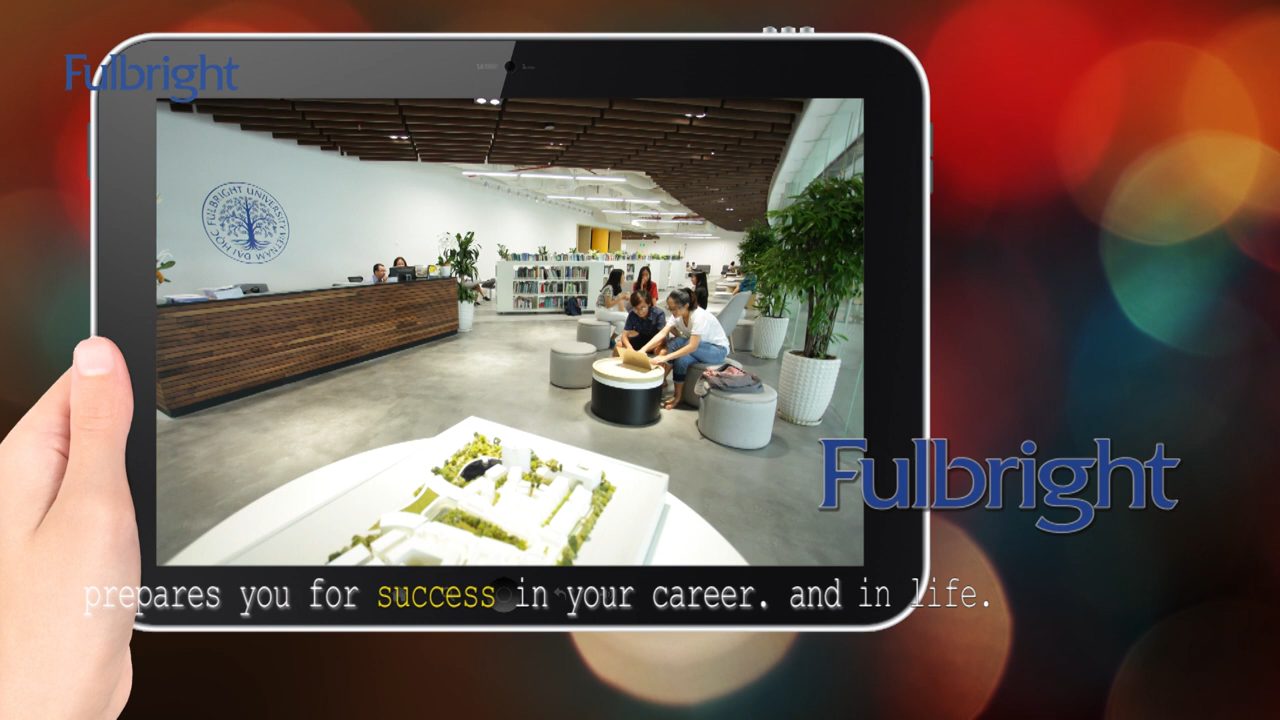 Fulbright
FULBRIGHT UNIVERSITY VIETNAM
ĐẠI HỌC
Fulbright
prepares you for success in your career. and in life.